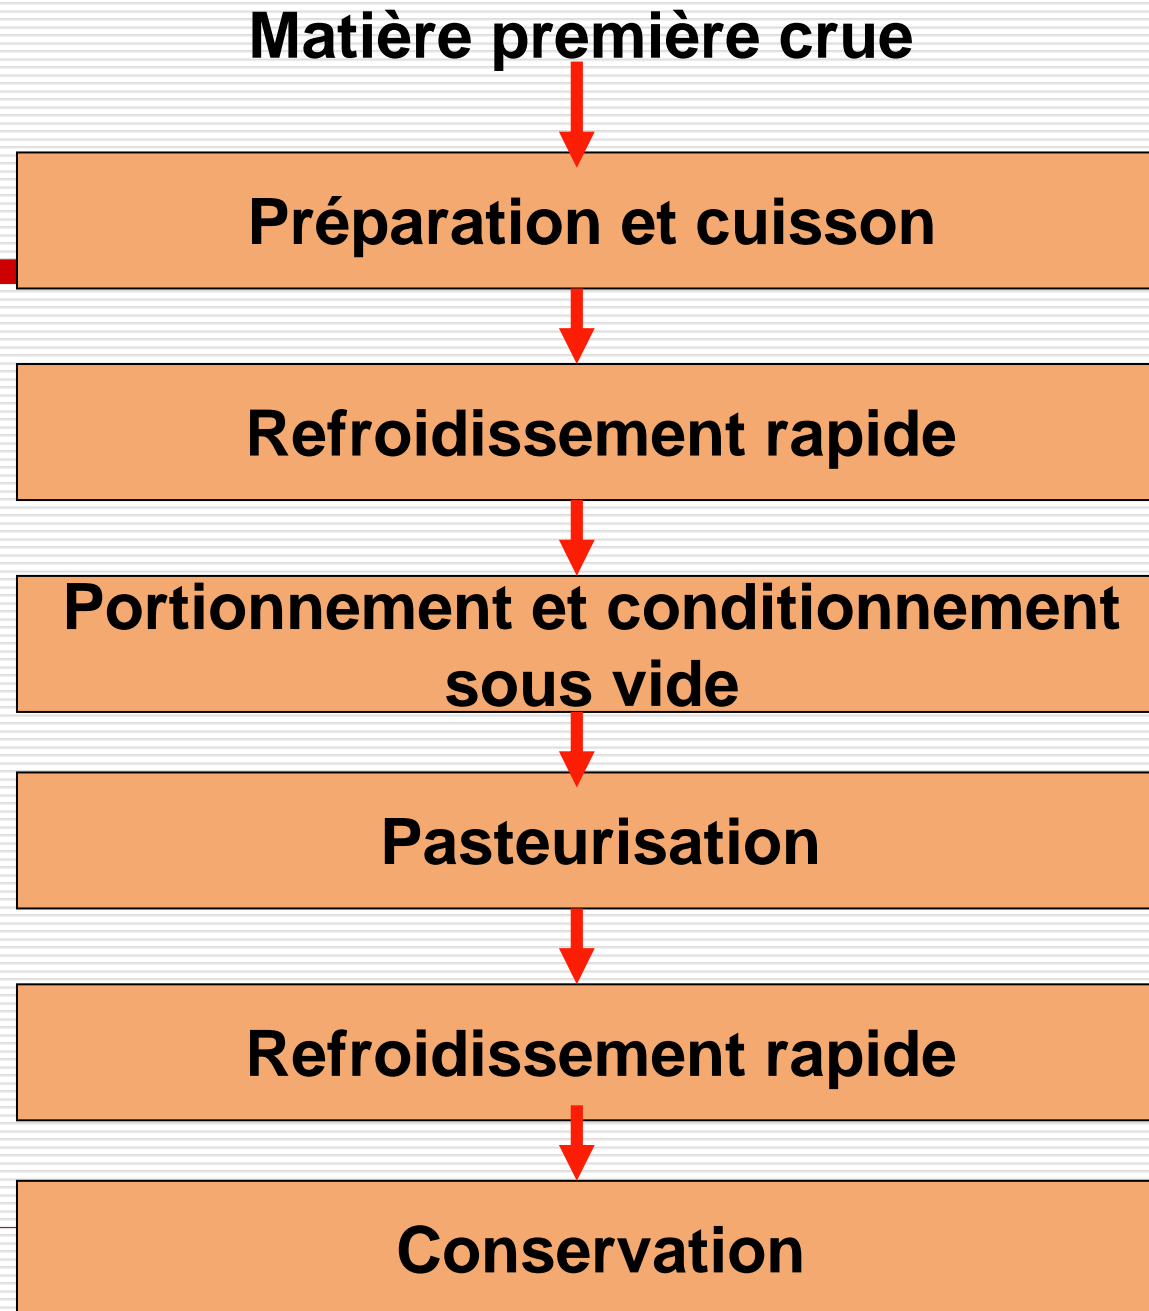 Matière première crue
Préparation et cuisson
Refroidissement rapide
Portionnement et conditionnement
sous vide
Pasteurisation
Refroidissement rapide
Conservation